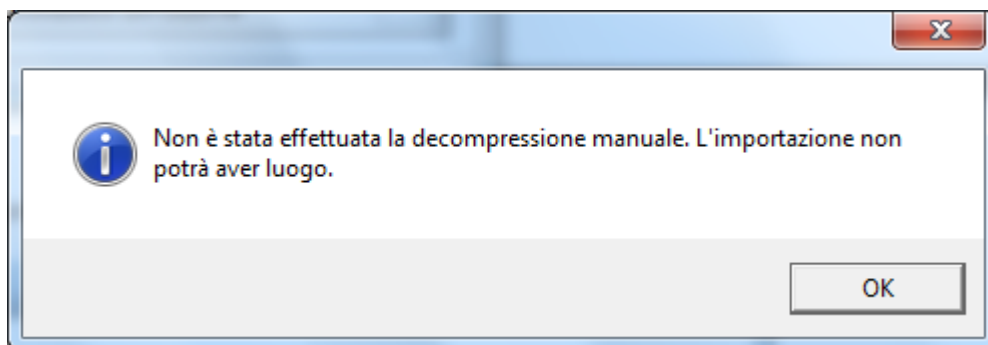 Non è stata effettuata la decompressione manuale. L'importazione non
potrà aver luogo.
OK